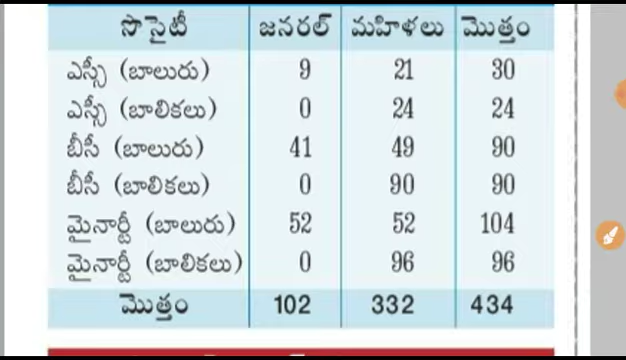 సొసైటీ జనరల్ మహిళలు మొత్తం
ఎస్సీ (బాలురు) 9 21 30
ఎస్సీ (బాలికలు) 0 24 24
బీసీ (బాలురు) 41 49 90
బీసీ (బాలికలు) 0 90 90
మైనార్టీ (బాలురు) 52 52 104
మైనార్టీ (బాలికలు) 0 96 96
మొత్తం 102 332 434